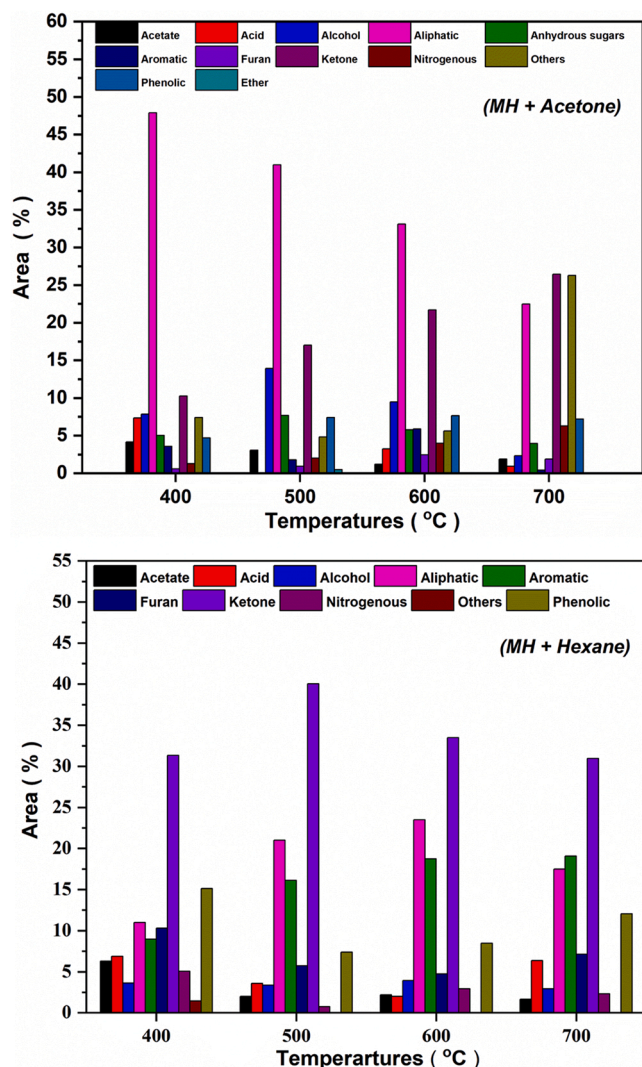 60
55
50
45
40
35
30
25
20
15
10
5
0
Area ( % )
Acetate Acid Alcohol Aliphatic Anhydrous sugars
Aromatic Furan Ketone Nitrogenous Others
Phenolic Ether
(MH + Acetone)
400 500 600 700
Temperatures ( °C )
55
50
45
40
35
30
25
20
15
10
5
0
Area ( % )
Acetate Acid Alcohol Aliphatic Aromatic
Furan Ketone Nitrogenous Others Phenolic
(MH + Hexane)
400 500 600 700
Temperartures ( °C )